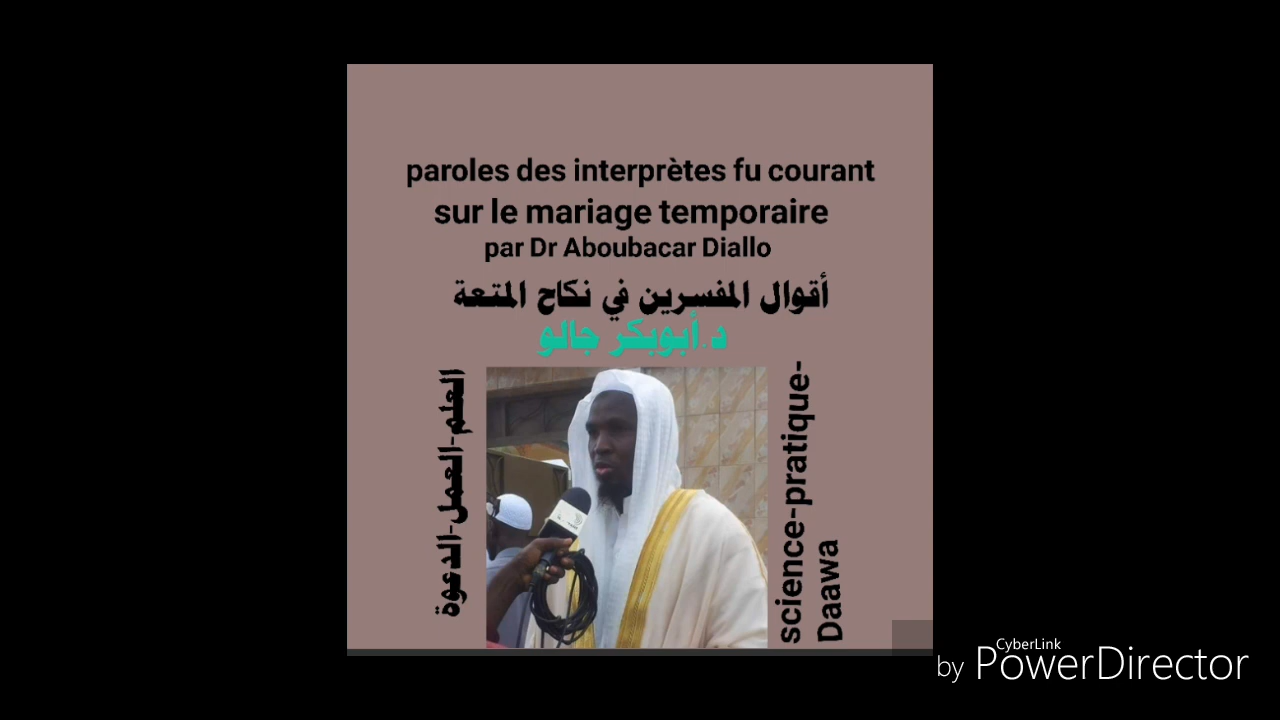 paroles des interprètes fu courant
sur le mariage temporaire
par Dr Aboubacar Diallo
أقوال المفسرين في نكاح المتعة
د.أبوبكر جالو
العلم-العمل-الدعوة
science-pratique-
Daawa
CyberLink
by PowerDirector